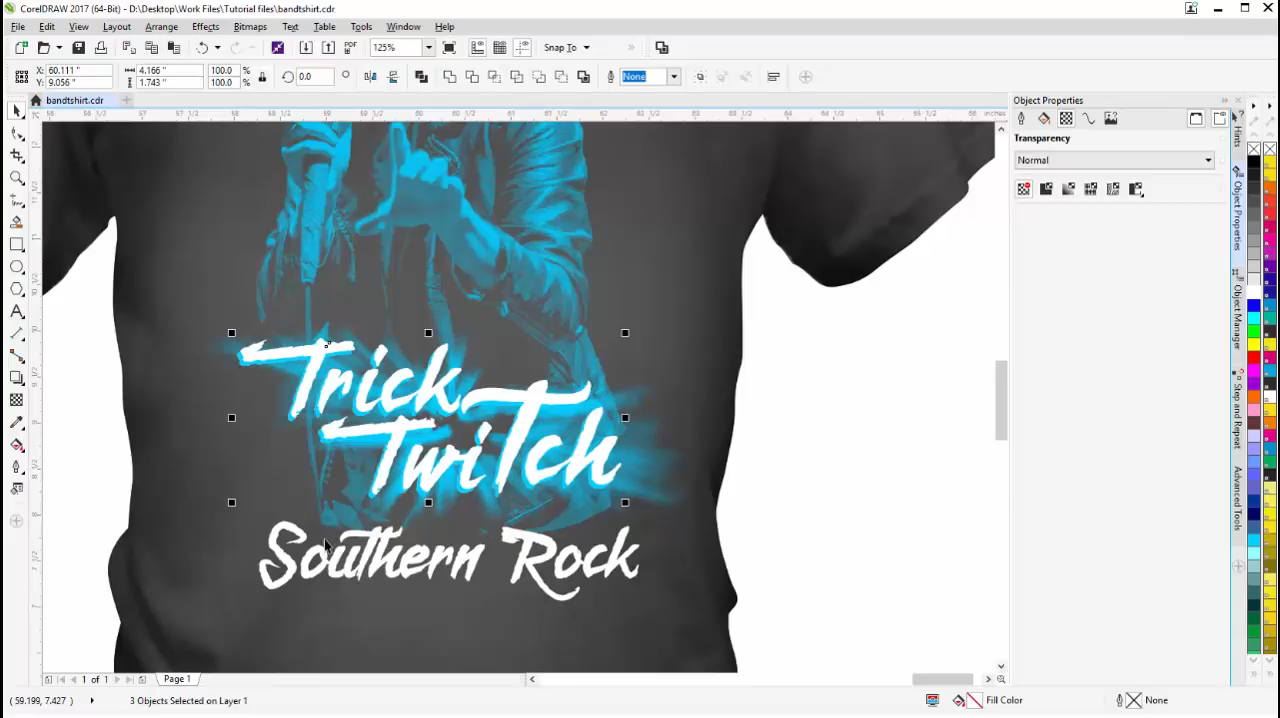 CorelDRAW 2017 (64-Bit) - D:\Desktop\Work Files\Tutorial files\bandtshirt.cdr
File Edit View Layout Arrange Effects Bitmaps Text Table Tools Window Help
PDF 125% Snap To
X: 60.111 " 4.166 " 100.0 % 0.0 None
Y: 9.056 " 1.743 " 100.0 %
bandtshirt.cdr
inches
Object Properties
Transparency
Normal
Hints
Object Properties
Object Manager
Step and Repeat
Advanced Tools
Trick
Twitch
Southern Rock
1 of 1 Page 1
( 59.199, 7.427 ) 3 Objects Selected on Layer 1 Fill Color None